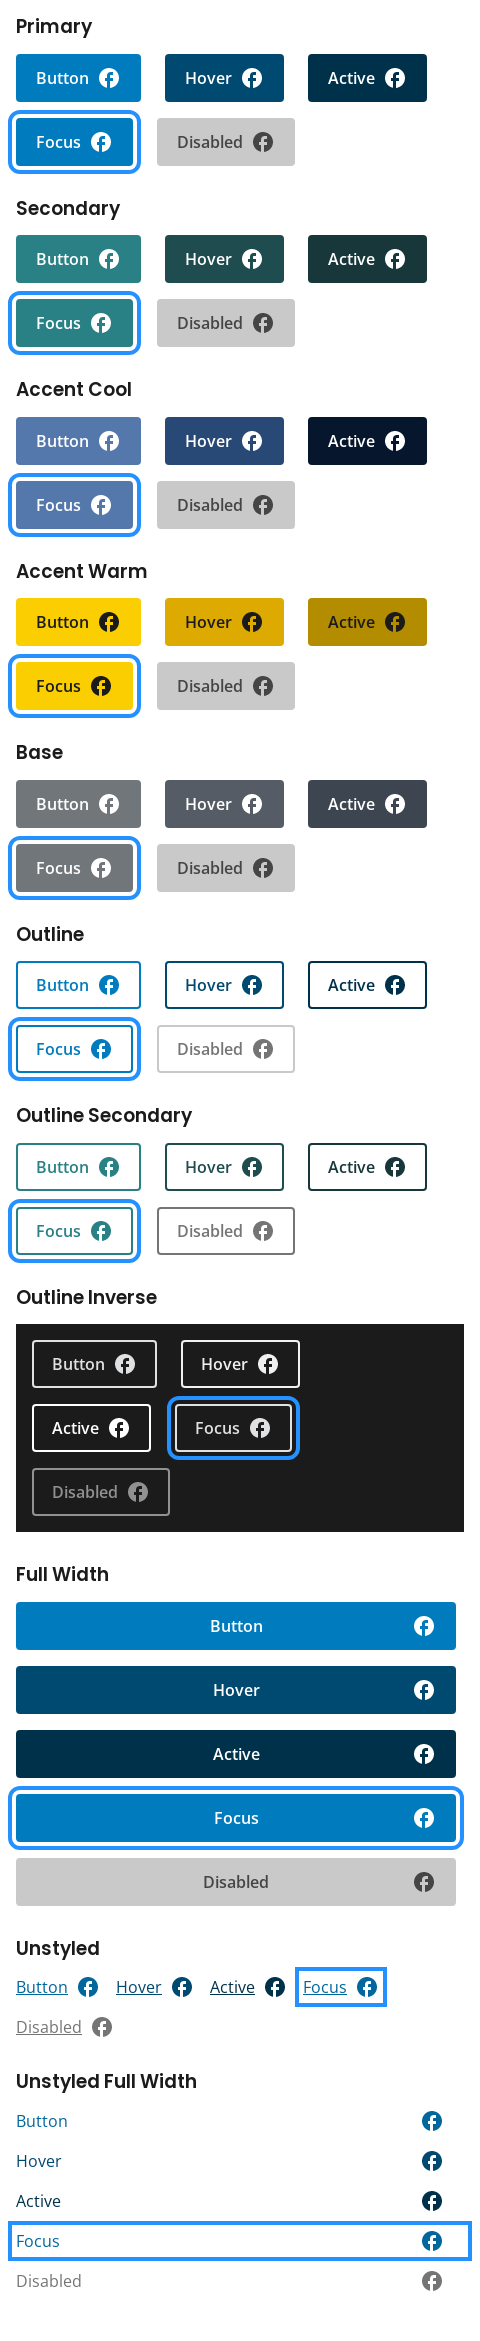 Primary
Button Hover Active
Focus Disabled
Secondary
Button Hover Active
Focus Disabled
Accent Cool
Button Hover Active
Focus Disabled
Accent Warm
Button Hover Active
Focus Disabled
Base
Button Hover Active
Focus Disabled
Outline
Button Hover Active
Focus Disabled
Outline Secondary
Button Hover Active
Focus Disabled
Outline Inverse
Button Hover
Active Focus
Disabled
Full Width
Button
Hover
Active
Focus
Disabled
Unstyled
Button Hover Active Focus
Disabled
Unstyled Full Width
Button
Hover
Active
Focus
Disabled